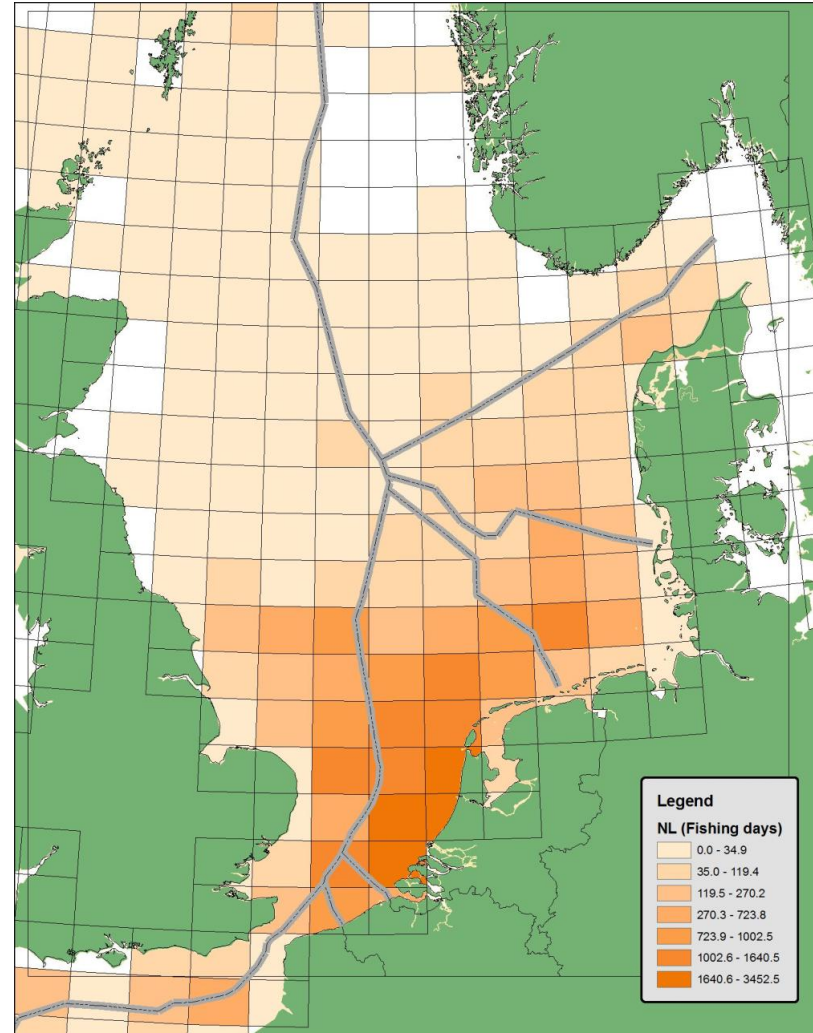 Legend
NL (Fishing days)
0.0 - 34.9
35.0 - 119.4
119.5 - 270.2
270.3 - 723.8
723.9 - 1002.5
1002.6 - 1640.5
1640.6 - 3452.5